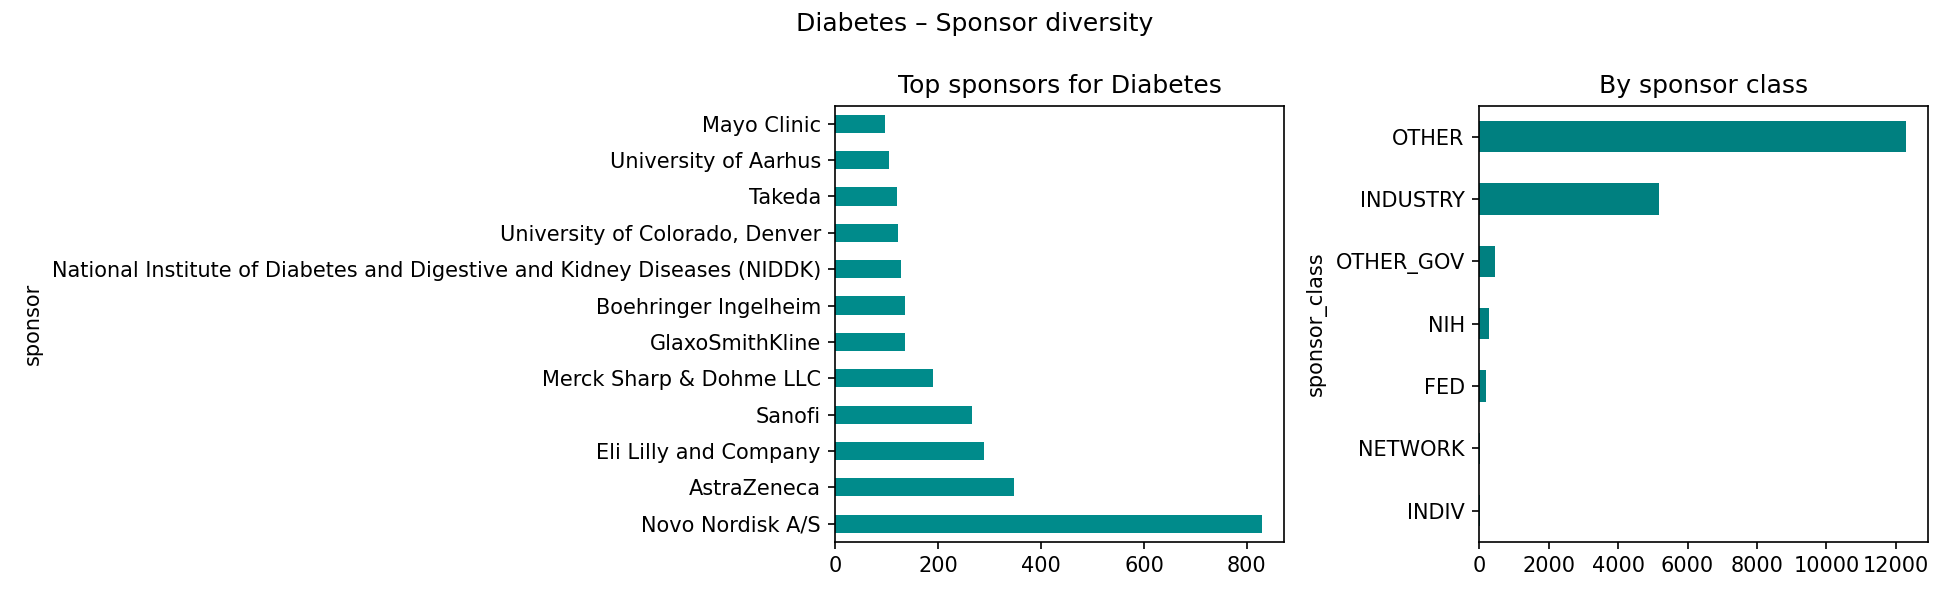 Diabetes – Sponsor diversity
Top sponsors for Diabetes
sponsor
Mayo Clinic
University of Aarhus
Takeda
University of Colorado, Denver
National Institute of Diabetes and Digestive and Kidney Diseases (NIDDK)
Boehringer Ingelheim
GlaxoSmithKline
Merck Sharp & Dohme LLC
Sanofi
Eli Lilly and Company
AstraZeneca
Novo Nordisk A/S
0 200 400 600 800
By sponsor class
sponsor_class
OTHER
INDUSTRY
OTHER_GOV
NIH
FED
NETWORK
INDIV
0 2000 4000 6000 8000 10000 12000